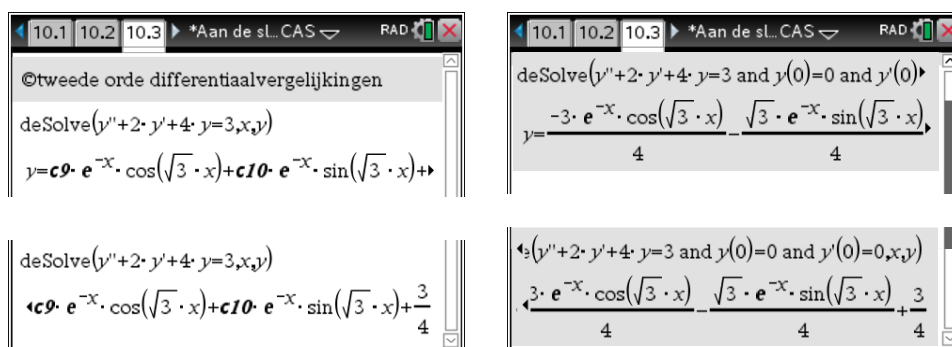 10.1 10.2 10.3 *Aan de sl…CAS RAD
©tweede orde differentiaalvergelijkingen
deSolve(y''+2·y'+4·y=3,x,y)
y=c9·e^-x·cos(√3·x)+c10·e^-x·sin(√3·x)+
10.1 10.2 10.3 *Aan de sl…CAS RAD
deSolve(y''+2·y'+4·y=3 and y(0)=0 and y'(0)
y=-3·e^-x·cos(√3·x)/4-√3·e^-x·sin(√3·x)/4
deSolve(y''+2·y'+4·y=3,x,y)
c9·e^-x·cos(√3·x)+c10·e^-x·sin(√3·x)+3/4
(y''+2·y'+4·y=3 and y(0)=0 and y'(0)=0,x,y)
3·e^-x·cos(√3·x)/4-√3·e^-x·sin(√3·x)/4+3/4